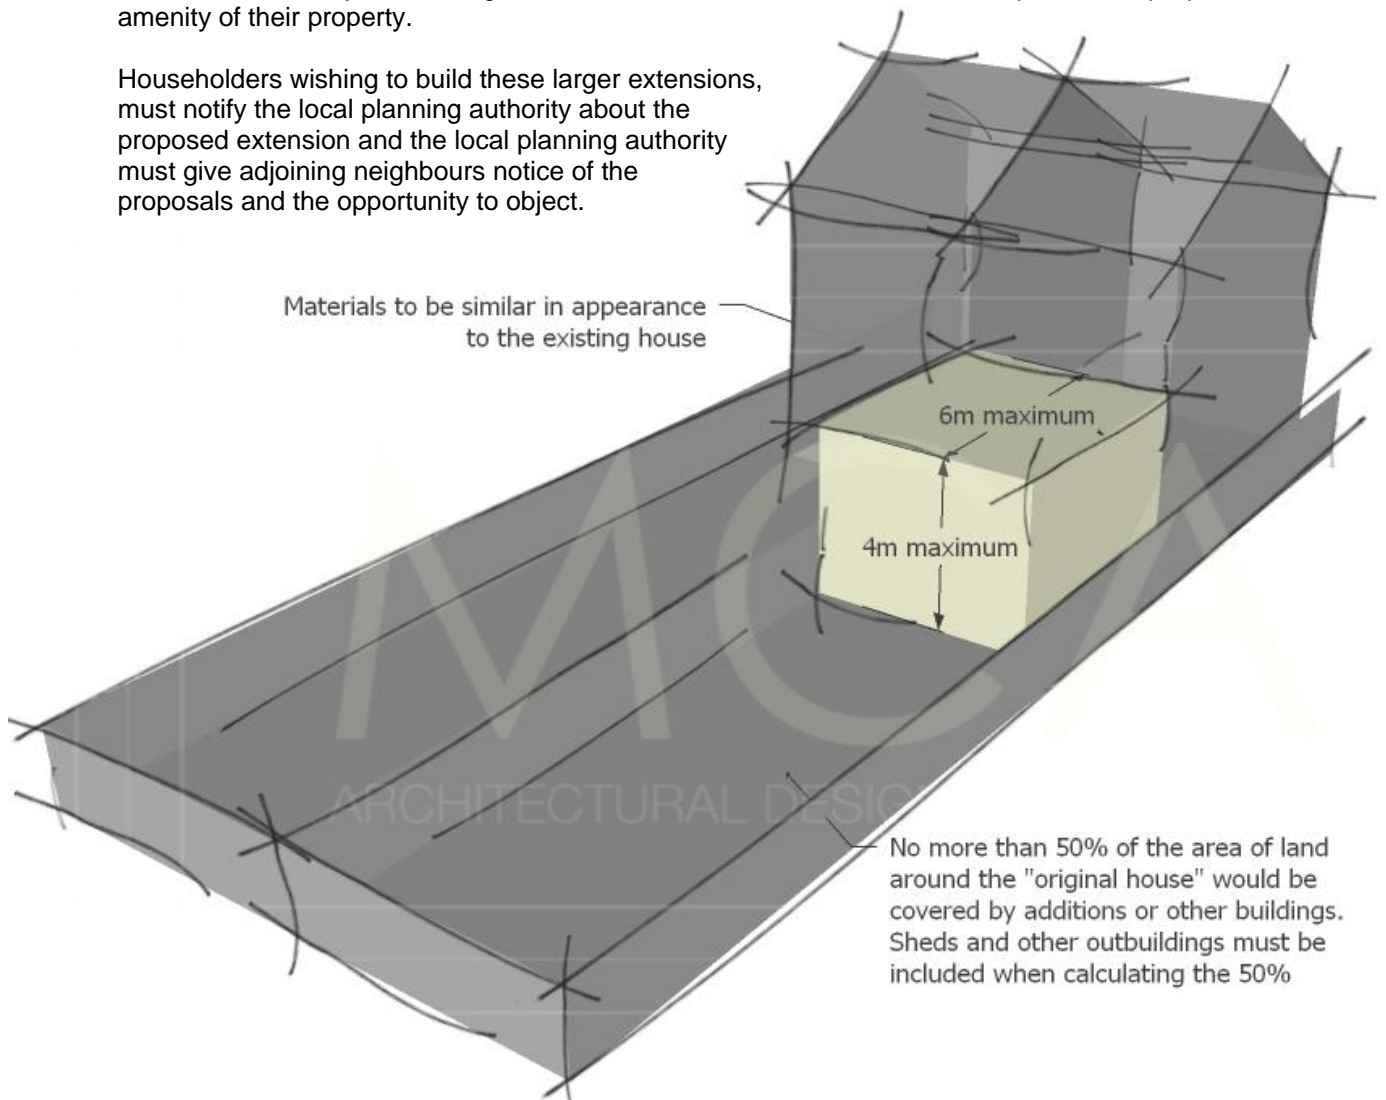 amenity of their property.
Householders wishing to build these larger extensions,
must notify the local planning authority about the
proposed extension and the local planning authority
must give adjoining neighbours notice of the
proposals and the opportunity to object.
Materials to be similar in appearance
to the existing house
6m maximum
4m maximum
MCA
ARCHITECTURAL DESIG
No more than 50% of the area of land
around the "original house" would be
covered by additions or other buildings.
Sheds and other outbuildings must be
included when calculating the 50%